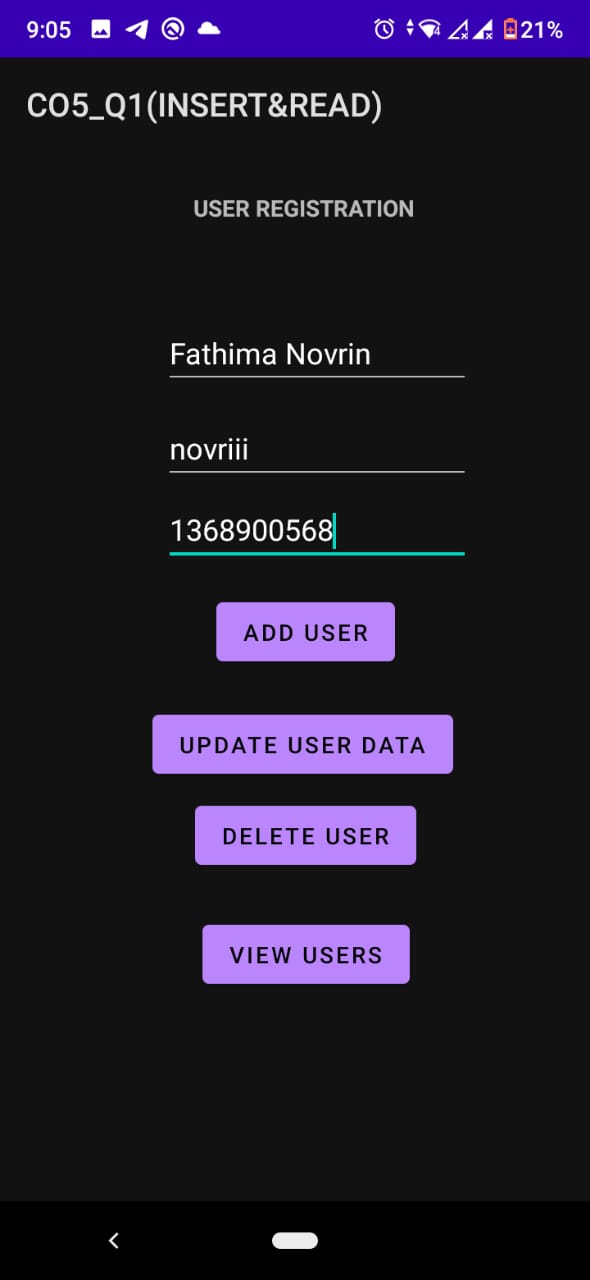 9:05
21%
CO5_Q1(INSERT&READ)
USER REGISTRATION
Fathima Novrin
novriii
1368900568
ADD USER
UPDATE USER DATA
DELETE USER
VIEW USERS